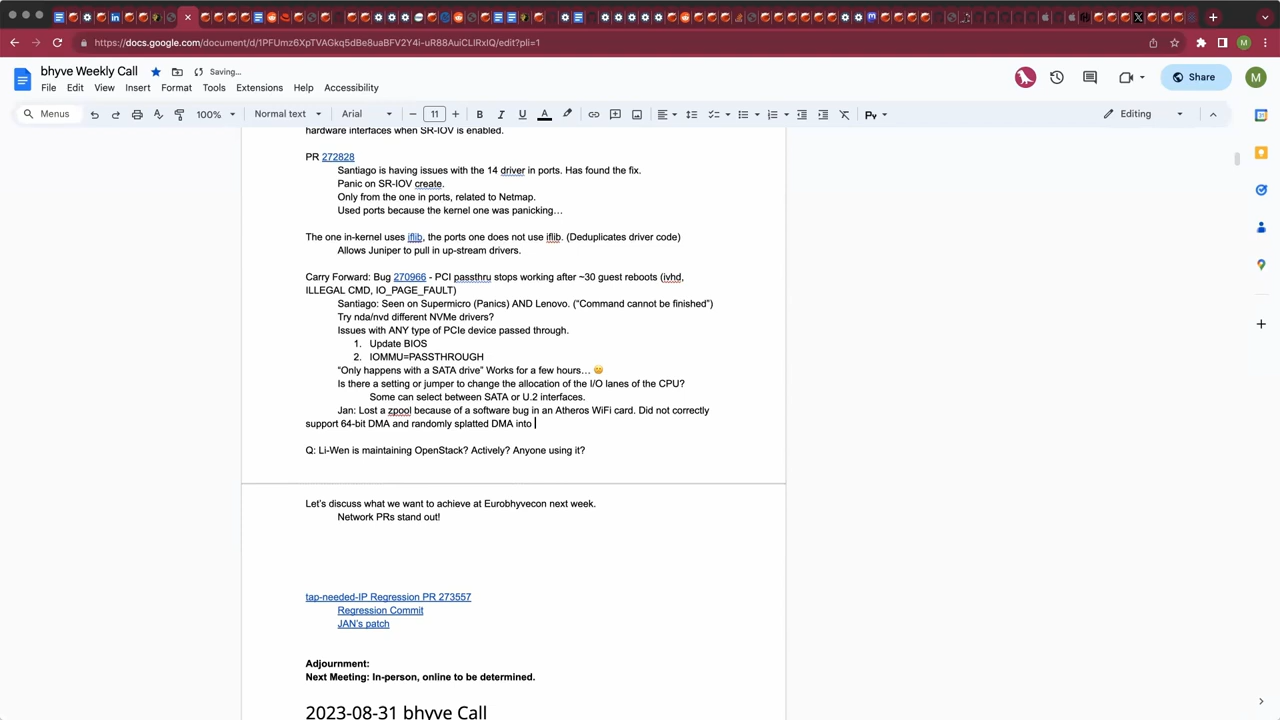 https://docs.google.com/document/d/1PFUmz6XpTVAGkq5dBe8uaBFV2Y4i-uR88AuiCLIRxIQ/edit?pli=1
M
bhyve Weekly Call
Saving...
File Edit View Insert Format Tools Extensions Help Accessibility
Share
M
Menus
100%
Normal text
Arial
11
B I U A
Editing
hardware interfaces when SR-IOV is enabled.
PR 272828
Santiago is having issues with the 14 driver in ports. Has found the fix.
Panic on SR-IOV create.
Only from the one in ports, related to Netmap.
Used ports because the kernel one was panicking…
The one in-kernel uses iflib, the ports one does not use iflib. (Deduplicates driver code)
Allows Juniper to pull in up-stream drivers.
Carry Forward: Bug 270966 - PCI passthru stops working after ~30 guest reboots (ivhd,
ILLEGAL CMD, IO_PAGE_FAULT)
Santiago: Seen on Supermicro (Panics) AND Lenovo. (“Command cannot be finished”)
Try nda/nvd different NVMe drivers?
Issues with ANY type of PCIe device passed through.
1. Update BIOS
2. IOMMU=PASSTHROUGH
“Only happens with a SATA drive” Works for a few hours… 
Is there a setting or jumper to change the allocation of the I/O lanes of the CPU?
Some can select between SATA or U.2 interfaces.
Jan: Lost a zpool because of a software bug in an Atheros WiFi card. Did not correctly
support 64-bit DMA and randomly splatted DMA into
Q: Li-Wen is maintaining OpenStack? Actively? Anyone using it?
Let’s discuss what we want to achieve at Eurobhyvecon next week.
Network PRs stand out!
tap-needed-IP Regression PR 273557
Regression Commit
JAN’s patch
Adjournment:
Next Meeting: In-person, online to be determined.
2023-08-31 bhyve Call